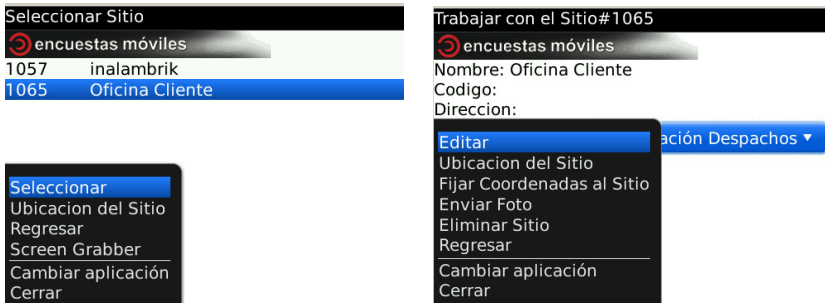 Seleccionar Sitio
encuestas móviles
1057 inalambrik
1065 Oficina Cliente
Seleccionar
Ubicacion del Sitio
Regresar
Screen Grabber
Cambiar aplicación
Cerrar
Trabajar con el Sitio#1065
encuestas móviles
Nombre: Oficina Cliente
Codigo:
Direccion:
ación Despachos
Editar
Ubicacion del Sitio
Fijar Coordenadas al Sitio
Enviar Foto
Eliminar Sitio
Regresar
Cambiar aplicación
Cerrar